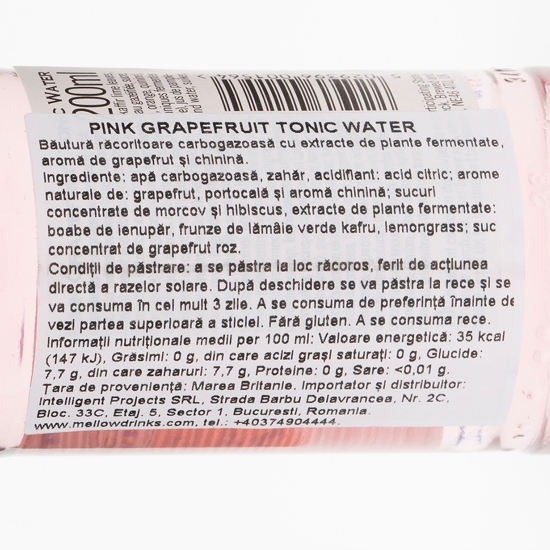 C WATER
200ml
PINK GRAPEFRUIT TONIC WATER
Băutură răcoritoare carbogazoasă cu extracte de plante fermentate,
aromă de grapefruit și chinină.
Ingrediente: apă carbogazoasă, zahăr, acidifiant: acid citric; arome
naturale de: grapefruit, portocală și aromă chinină; sucuri
concentrate de morcov și hibiscus, extracte de plante fermentate:
boabe de ienupăr, frunze de lămâie verde kafru, lemongrass; suc
concentrat de grapefruit roz.
Condiții de păstrare: a se păstra la loc răcoros, ferit de acțiunea
directă a razelor solare. După deschidere se va păstra la rece și se
va consuma în cel mult 3 zile. A se consuma de preferință înainte de
vezi partea superioară a sticlei. Fără gluten. A se consuma rece.
Informații nutriționale medii per 100 ml: Valoare energetică: 35 kcal
(147 kJ), Grăsimi: 0 g, din care acizi grași saturați: 0 g, Glucide:
7,7 g, din care zaharuri: 7,7 g, Proteine: 0 g, Sare: <0,01 g.
Țara de proveniență: Marea Britanie. Importator și distribuitor:
Intelligent Projects SRL, Strada Barbu Delavrancea, Nr. 2C,
Bloc. 33C, Etaj. 5, Sector 1, Bucuresti, Romania.
www.mellowdrinks.com, tel.: +40374904444.